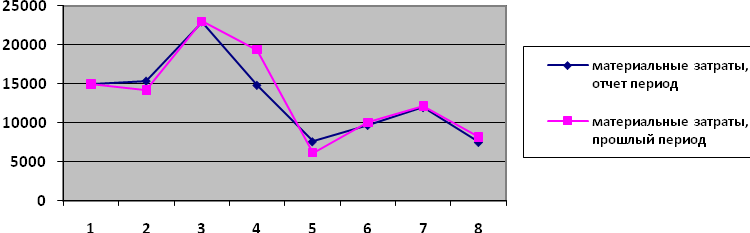 25000
20000
15000
10000
5000
0
1 2 3 4 5 6 7 8
материальные затраты,
отчет период
материальные затраты,
прошлый период